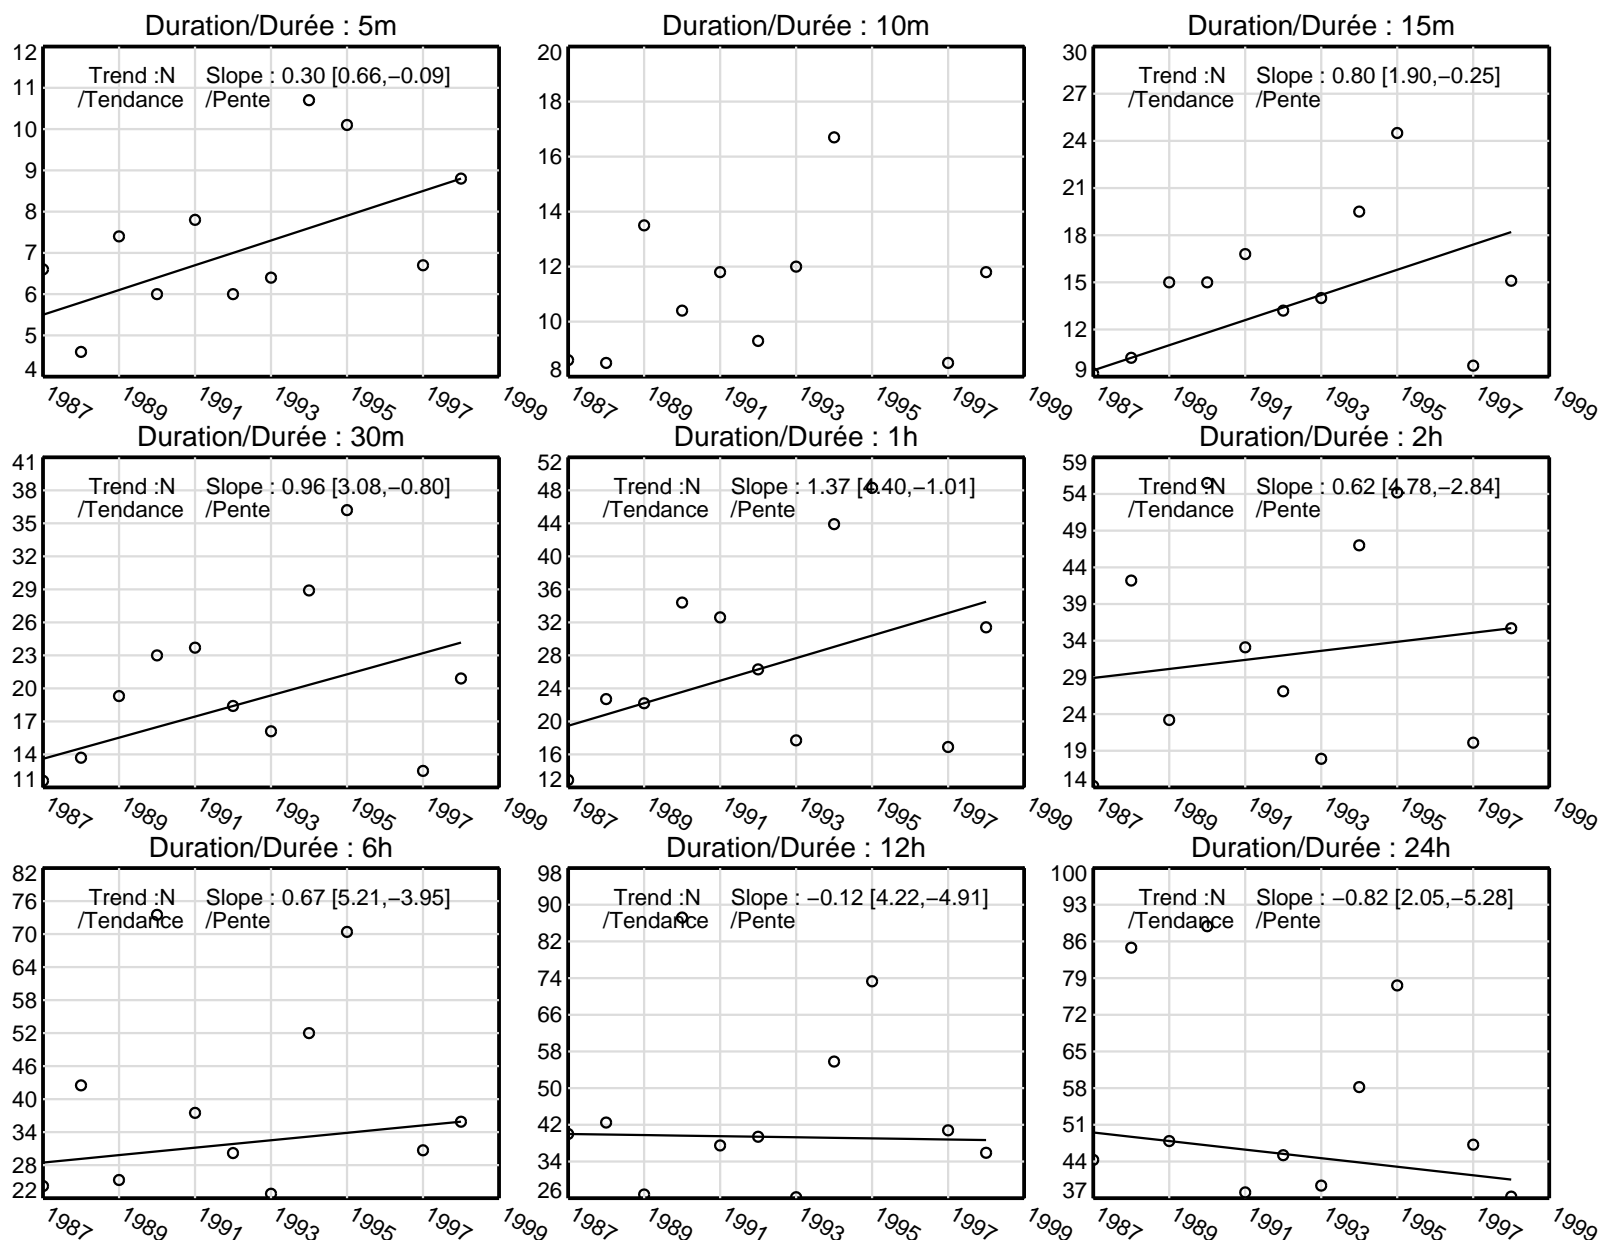 Duration/Durée : 5m
12
11
10
9
8
7
6
5
4
Trend :N Slope : 0.30 [0.66,−0.09]
/Tendance /Pente
1987 1989 1991 1993 1995 1997 1999
Duration/Durée : 10m
20
18
16
14
12
10
8
1987 1989 1991 1993 1995 1997 1999
Duration/Durée : 15m
30
27
24
21
18
15
12
9
Trend :N Slope : 0.80 [1.90,−0.25]
/Tendance /Pente
1987 1989 1991 1993 1995 1997 1999
Duration/Durée : 30m
41
38
35
32
29
26
23
20
17
14
11
Trend :N Slope : 0.96 [3.08,−0.80]
/Tendance /Pente
1987 1989 1991 1993 1995 1997 1999
Duration/Durée : 1h
52
48
44
40
36
32
28
24
20
16
12
Trend :N Slope : 1.37 [4.40,−1.01]
/Tendance /Pente
1987 1989 1991 1993 1995 1997 1999
Duration/Durée : 2h
59
54
49
44
39
34
29
24
19
14
Trend :N Slope : 0.62 [4.78,−2.84]
/Tendance /Pente
1987 1989 1991 1993 1995 1997 1999
Duration/Durée : 6h
82
76
70
64
58
52
46
40
34
28
22
Trend :N Slope : 0.67 [5.21,−3.95]
/Tendance /Pente
1987 1989 1991 1993 1995 1997 1999
Duration/Durée : 12h
98
90
82
74
66
58
50
42
34
26
Trend :N Slope : −0.12 [4.22,−4.91]
/Tendance /Pente
1987 1989 1991 1993 1995 1997 1999
Duration/Durée : 24h
100
93
86
79
72
65
58
51
44
37
Trend :N Slope : −0.82 [2.05,−5.28]
/Tendance /Pente
1987 1989 1991 1993 1995 1997 1999